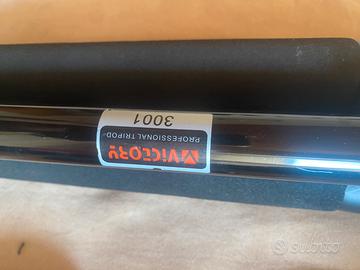 VICTORY
PROFESSIONAL TRIPOD
3001
subito